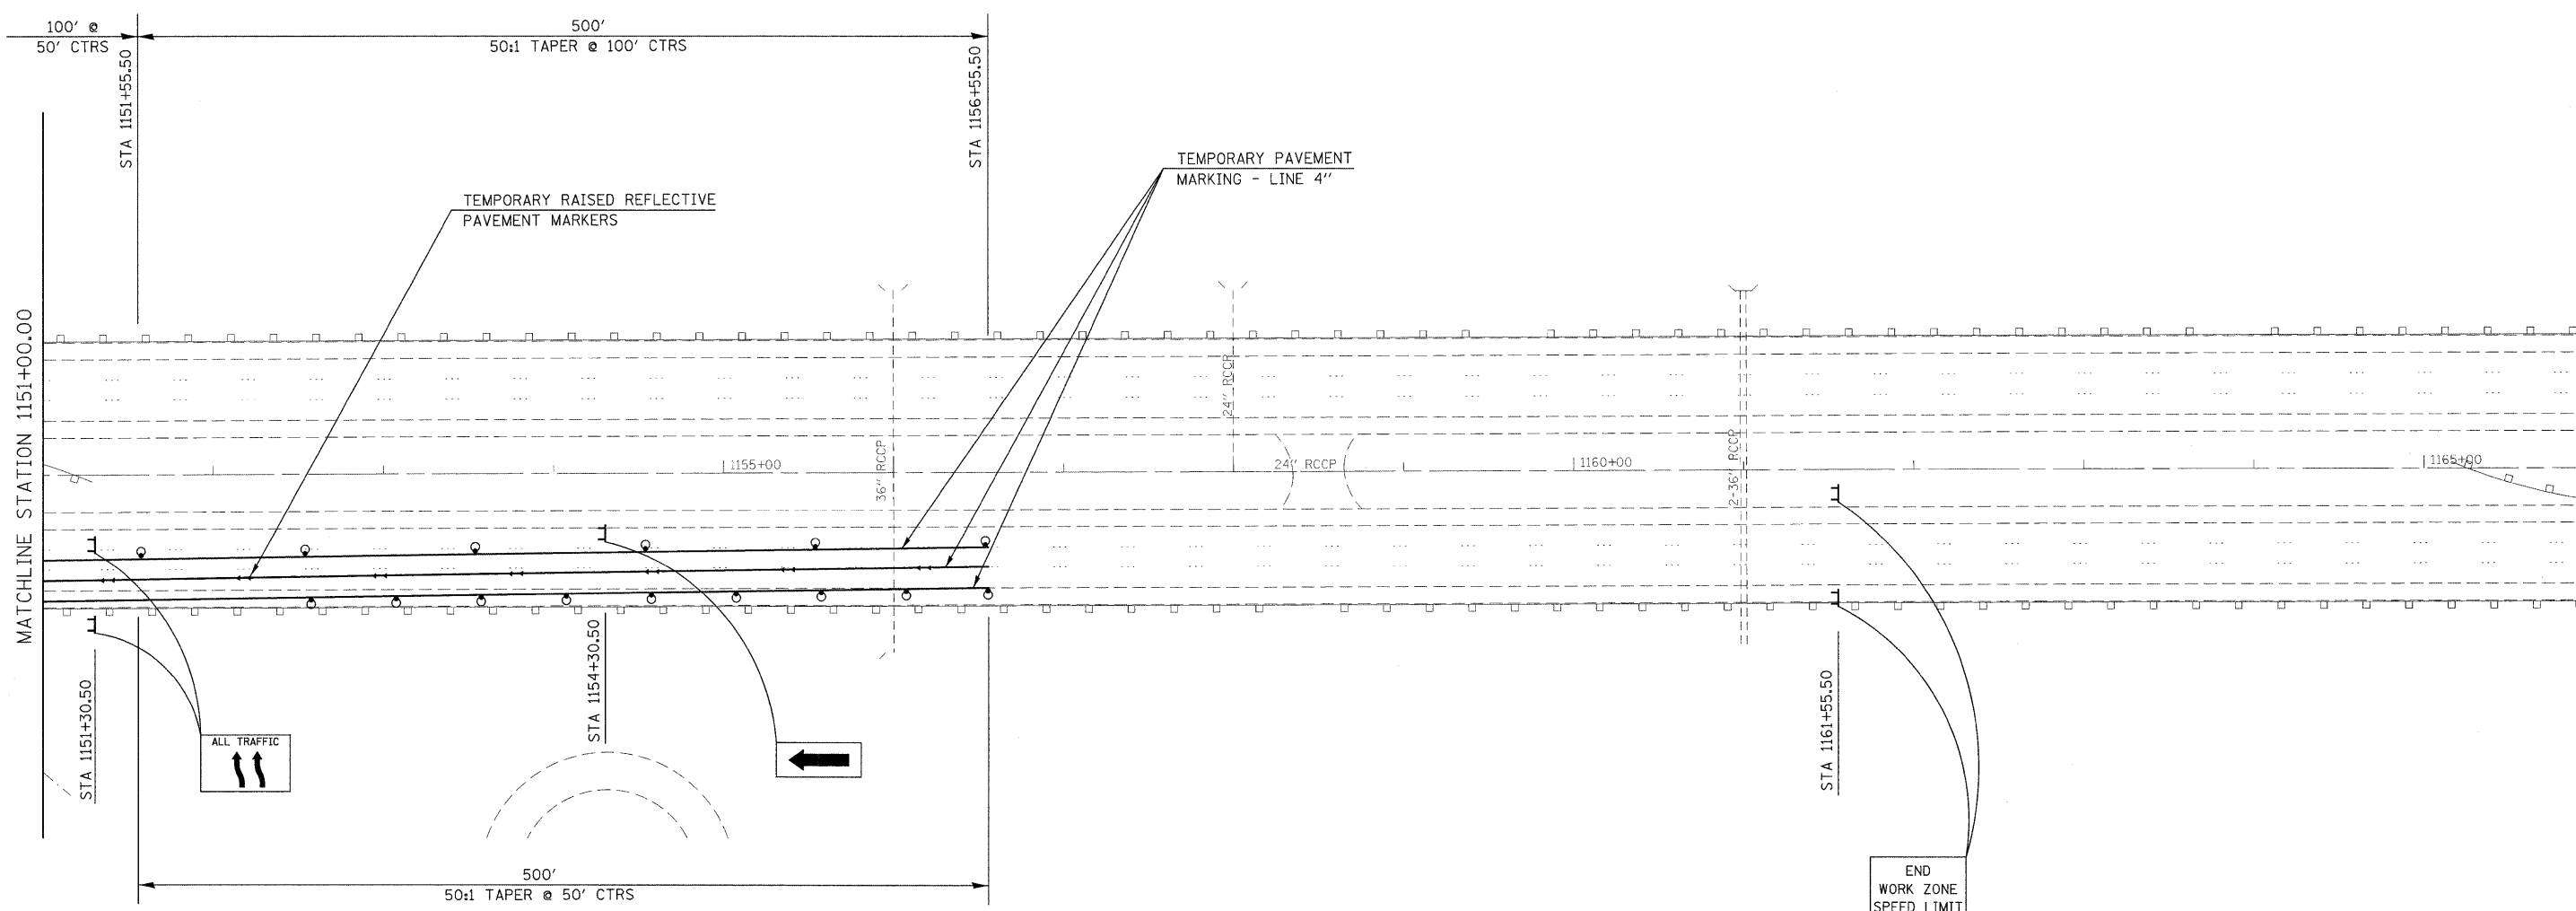 100' @
50' CTRS
500'
50:1 TAPER @ 100' CTRS
STA 1151+55.50
STA 1156+55.50
TEMPORARY RAISED REFLECTIVE
PAVEMENT MARKERS
TEMPORARY PAVEMENT
MARKING - LINE 4"
MATCHLINE STATION 1151+00.00
1155+00
36" RCCP
24" RCCP
24" RCCP
1160+00
2-36" RCCP
1165+00
STA 1151+30.50
ALL TRAFFIC
STA 1154+30.50
STA 1161+55.50
500'
50:1 TAPER @ 50' CTRS
END
WORK ZONE
SPEED LIMIT